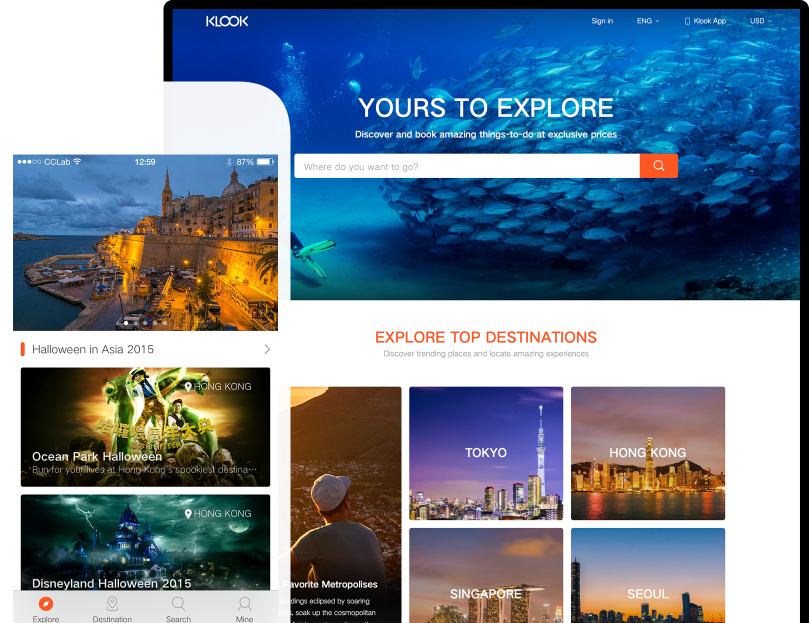 KLOOK
Sign in
ENG
Klook App
USD
YOURS TO EXPLORE
Discover and book amazing things-to-do at exclusive prices
Where do you want to go?
CCLab
12:59
87%
Halloween in Asia 2015
HONG KONG
Ocean Park Halloween
Run for your lives at Hong Kong's spookiest destina···
HONG KONG
Disneyland Halloween 2015
Explore
Destination
Search
Mine
EXPLORE TOP DESTINATIONS
Discover trending places and locate amazing experiences
TOKYO
HONG KONG
avorite Metropolises
dings eclipsed by soaring
s, soak up the cosmopolitan
SINGAPORE
SEOUL